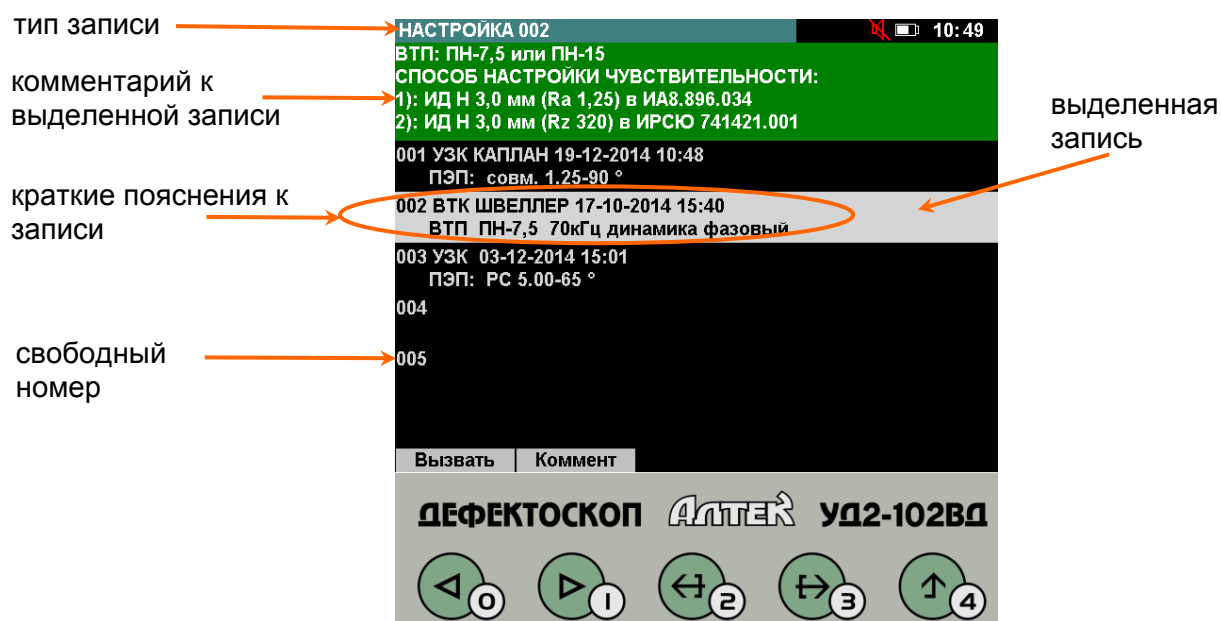 тип записи
комментарий к
выделенной записи
краткие пояснения к
записи
свободный
номер
НАСТРОЙКА 002
10:49
ВТП: ПН-7,5 или ПН-15
СПОСОБ НАСТРОЙКИ ЧУВСТВИТЕЛЬНОСТИ:
1): ИД Н 3,0 мм (Ra 1,25) в ИА8.896.034
2): ИД Н 3,0 мм (Rz 320) в ИРСЮ 741421.001
001 УЗК КАПЛАН 19-12-2014 10:48
ПЭП: совм. 1.25-90 °
002 ВТК ШВЕЛЛЕР 17-10-2014 15:40
ВТП ПН-7,5 70кГц динамика фазовый
003 УЗК 03-12-2014 15:01
ПЭП: РС 5.00-65 °
004
005
Вызвать Коммент
ДЕФЕКТОСКОП АЛТЕК УД2-102ВД
0 1 2 3 4
выделенная
запись